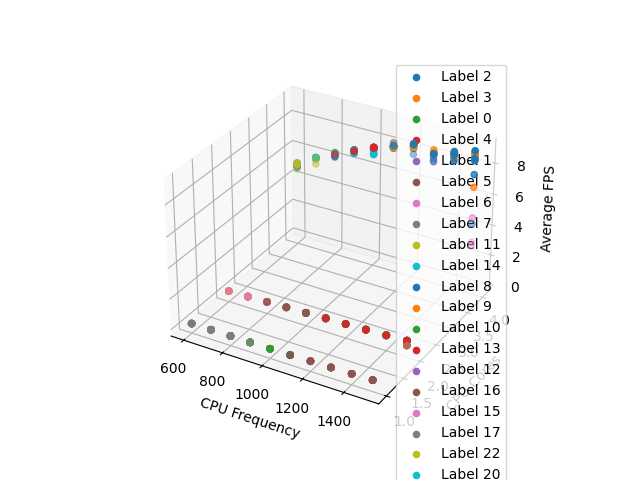 Label 2
Label 3
Label 0
Label 4
Label 1
Label 5
Label 6
Label 7
Label 11
Label 14
Label 8
Label 9
Label 10
Label 13
Label 12
Label 16
Label 15
Label 17
Label 22
Label 20
8
6
4
2
0
Average FPS
600
800
1000
1200
1400
CPU Frequency
1.0
1.5
2.0
3.5
4.0